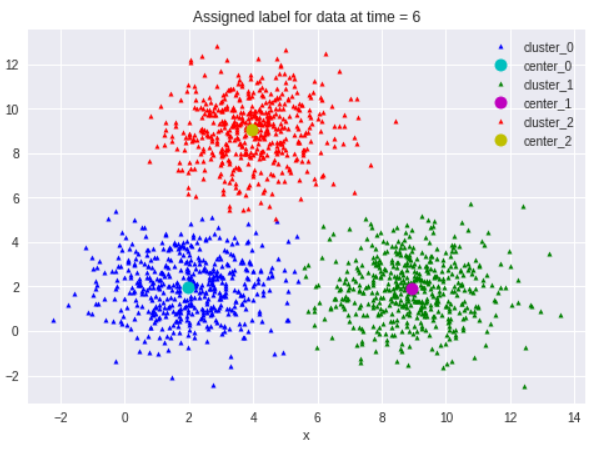 Assigned label for data at time = 6
cluster_0
center_0
cluster_1
center_1
cluster_2
center_2
12
10
8
6
4
2
0
−2
−2 0 2 4 6 8 10 12 14
x